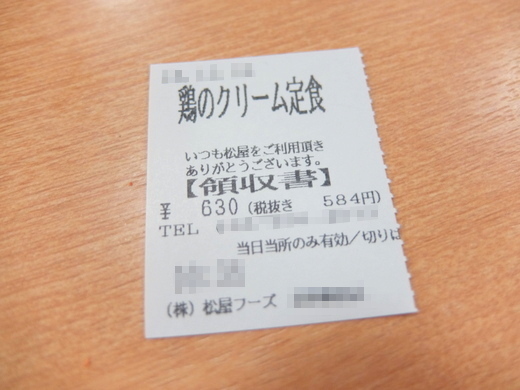 鶏のクリーム定食
いつも松屋をご利用頂き
ありがとうございます。
【領収書】
¥ 630 (税抜き 584円)
TEL
当日当所のみ有効/切りは
(株) 松屋フーズ